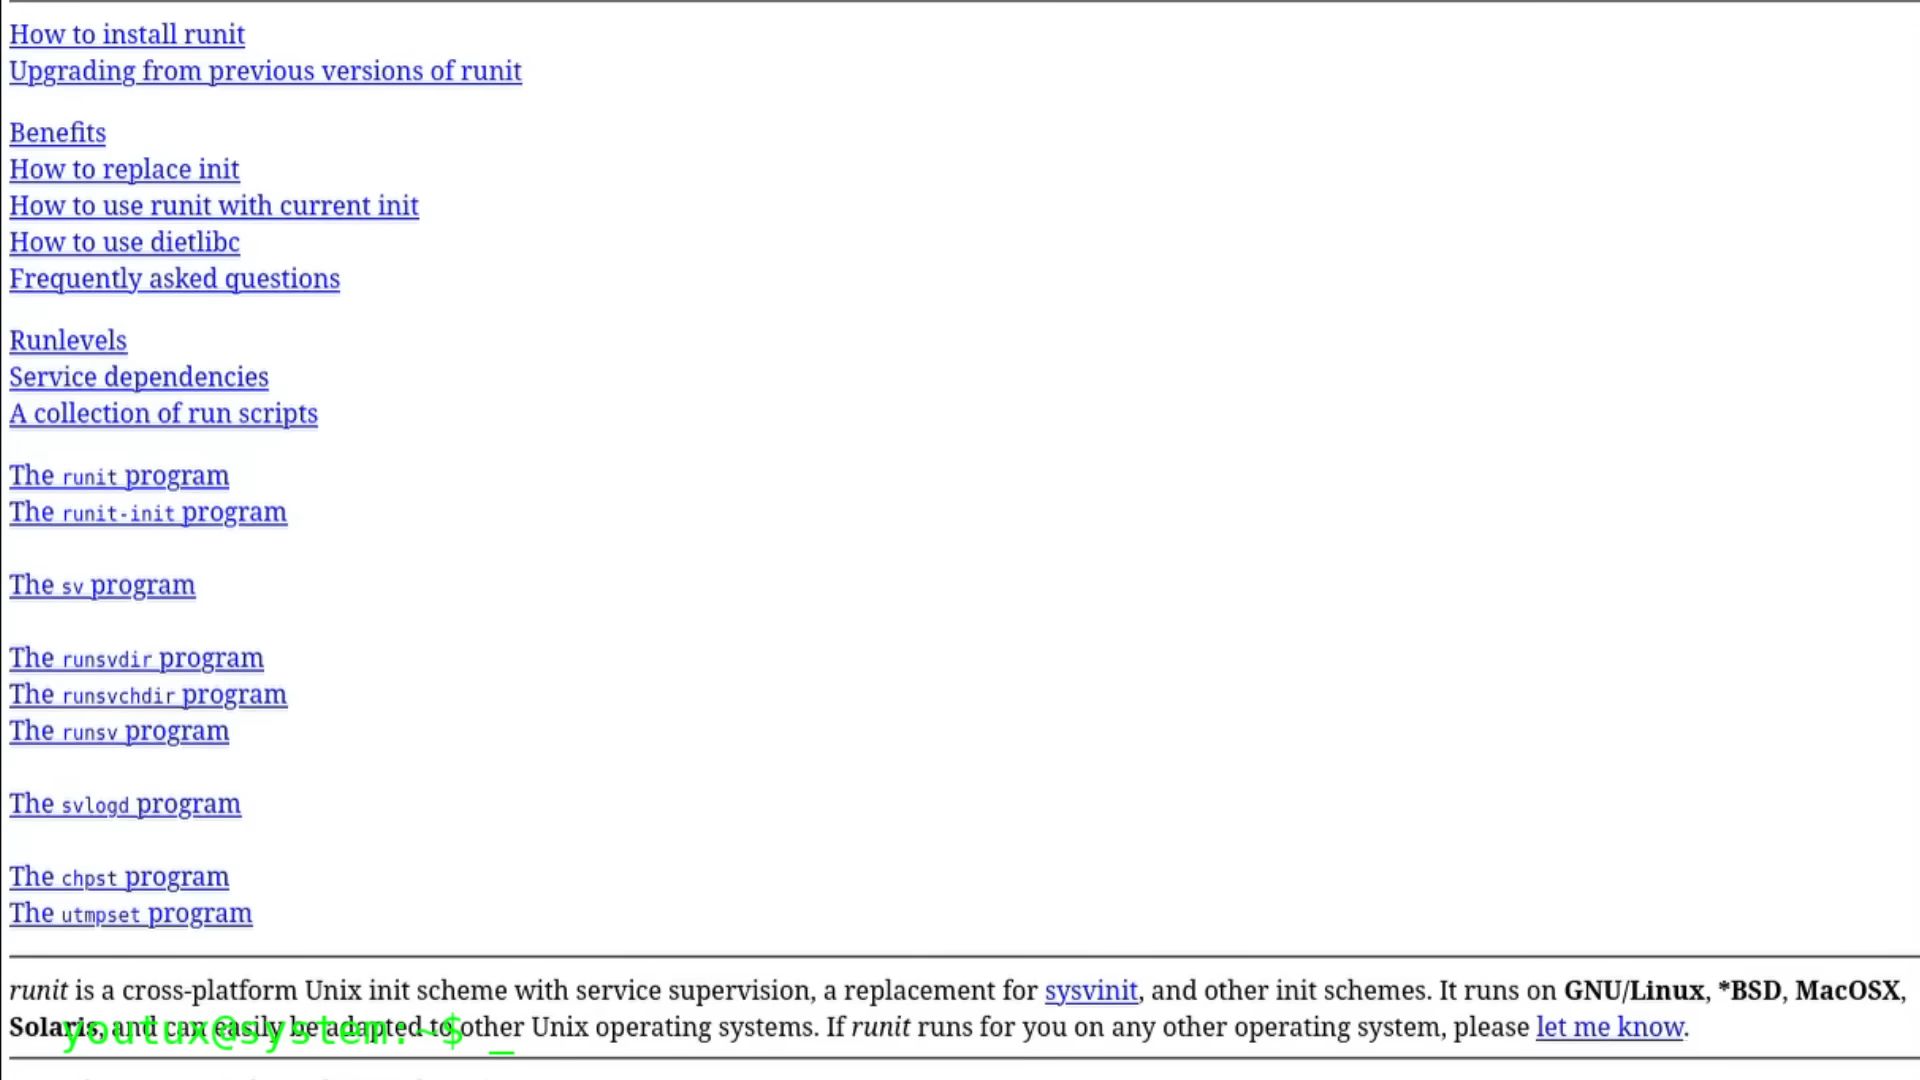 How to install runit
Upgrading from previous versions of runit
Benefits
How to replace init
How to use runit with current init
How to use dietlibc
Frequently asked questions
Runlevels
Service dependencies
A collection of run scripts
The runit program
The runit-init program
The sv program
The runsvdir program
The runsvchdir program
The runsv program
The svlogd program
The chpst program
The utmpset program
runit is a cross-platform Unix init scheme with service supervision, a replacement for sysvinit, and other init schemes. It runs on GNU/Linux, *BSD, MacOSX,
Solaris, and can easily be adapted to other Unix operating systems. If runit runs for you on any other operating system, please let me know.
youtux@system:~$ _